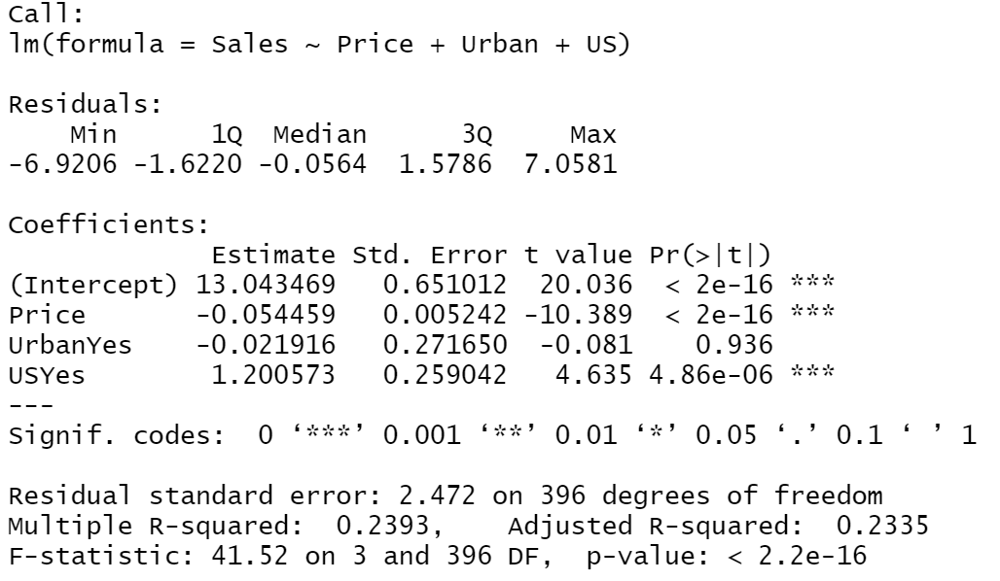 Call:
lm(formula = Sales ~ Price + Urban + US)

Residuals:
    Min      1Q  Median      3Q     Max
-6.9206 -1.6220 -0.0564  1.5786  7.0581

Coefficients:
             Estimate Std. Error t value Pr(>|t|)
(Intercept) 13.043469   0.651012  20.036  < 2e-16 ***
Price       -0.054459   0.005242 -10.389  < 2e-16 ***
UrbanYes    -0.021916   0.271650  -0.081    0.936
USYes        1.200573   0.259042   4.635 4.86e-06 ***
---
Signif. codes:  0 ‘***’ 0.001 ‘**’ 0.01 ‘*’ 0.05 ‘.’ 0.1 ‘ ’ 1

Residual standard error: 2.472 on 396 degrees of freedom
Multiple R-squared:  0.2393,    Adjusted R-squared:  0.2335
F-statistic: 41.52 on 3 and 396 DF,  p-value: < 2.2e-16